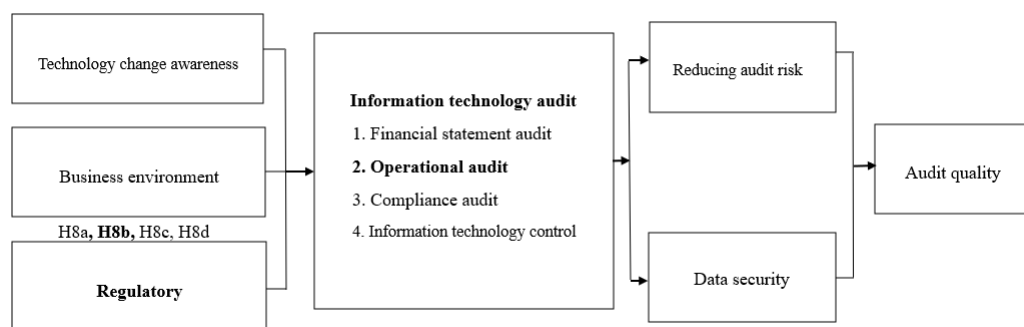 Technology change awareness
Business environment
H8a, H8b, H8c, H8d
Regulatory
Information technology audit
1. Financial statement audit
2. Operational audit
3. Compliance audit
4. Information technology control
Reducing audit risk
Data security
Audit quality